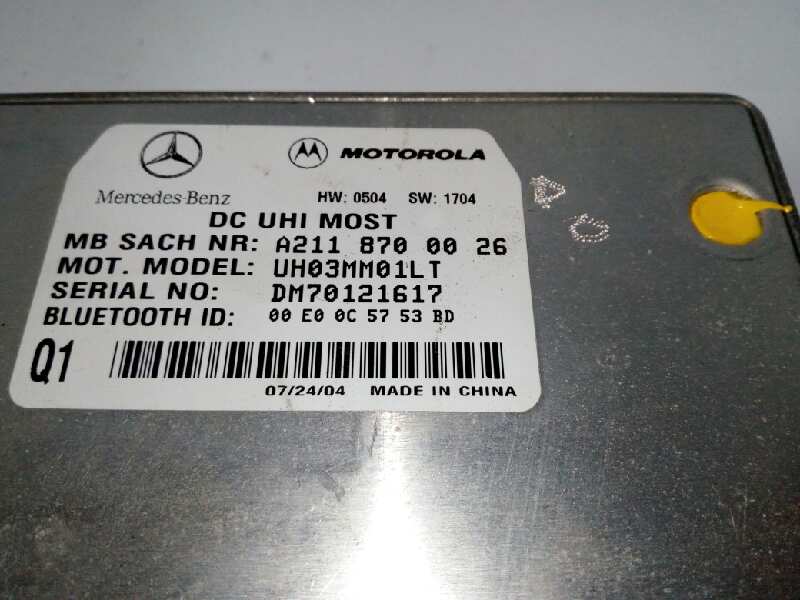 MOTOROLA
Mercedes-Benz HW: 0504 SW: 1704
DC UHI MOST
MB SACH NR: A211 870 00 26
MOT. MODEL: UH03MM01LT
SERIAL NO: DM70121617
BLUETOOTH ID: 00 E0 0C 57 53 BD
Q1
07/24/04 MADE IN CHINA